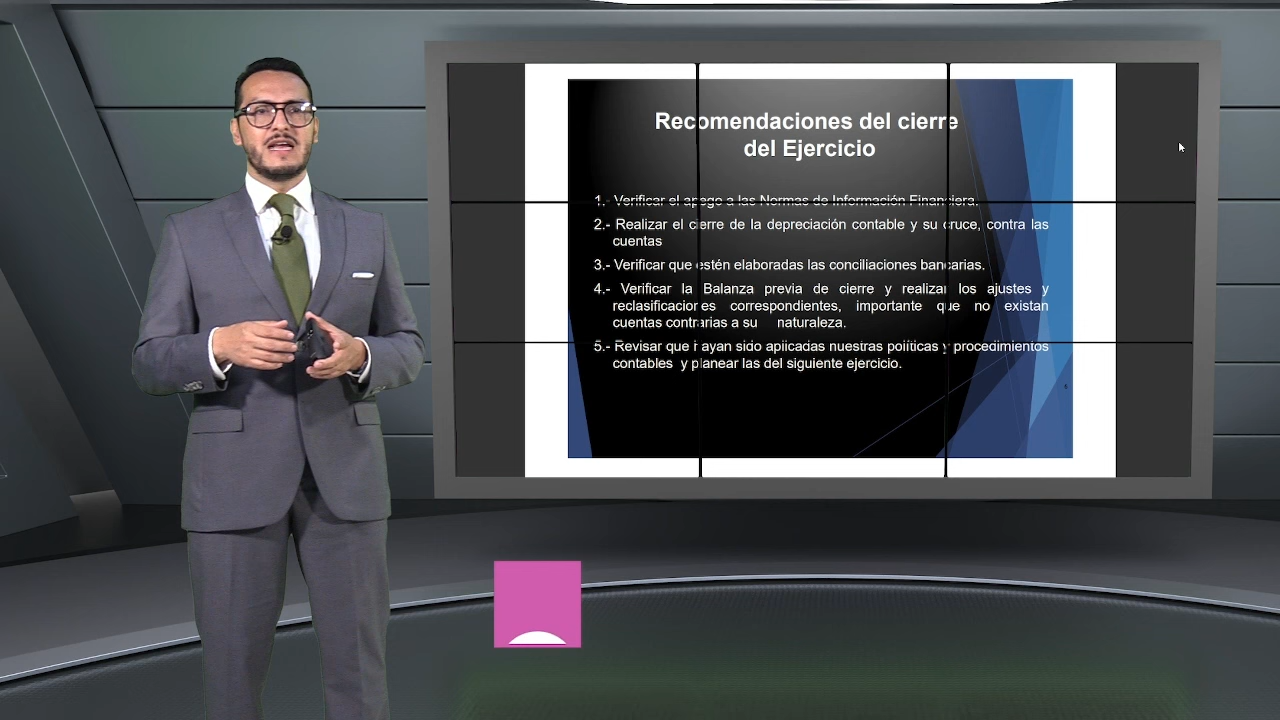 Recomendaciones del cierre
del Ejercicio
1.- Verificar el apego a las Normas de Información Financiera.
2.- Realizar el cierre de la depreciación contable y su cruce, contra las
cuentas
3.- Verificar que estén elaboradas las conciliaciones bancarias.
4.- Verificar la Balanza previa de cierre y realizar los ajustes y
reclasificaciones correspondientes, importante que no existan
cuentas contrarias a su naturaleza.
5.- Revisar que hayan sido aplicadas nuestras políticas y procedimientos
contables y planear las del siguiente ejercicio.